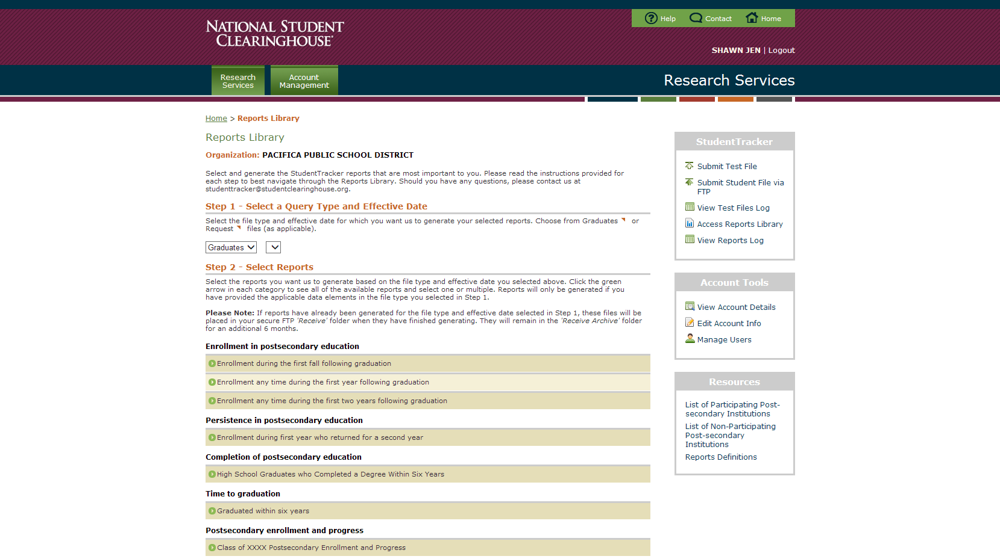 NATIONAL STUDENT
CLEARINGHOUSE®
Help
Contact
Home
SHAWN JEN | Logout
Research
Services
Account
Management
Research Services
Home > Reports Library
Reports Library
Organization: PACIFICA PUBLIC SCHOOL DISTRICT
Select and generate the StudentTracker reports that are most important to you. Please read the instructions provided for
each step to best navigate through the Reports Library. Should you have any questions, please contact us at
studenttracker@studentclearinghouse.org.
Step 1 - Select a Query Type and Effective Date
Select the file type and effective date for which you want us to generate your selected reports. Choose from Graduates or
Request files (as applicable).
Graduates
Step 2 - Select Reports
Select the reports you want us to generate based on the file type and effective date you selected above. Click the green
arrow in each category to see all of the available reports and select one or multiple. Reports will only be generated if you
have provided the applicable data elements in the file type you selected in Step 1.
Please Note: If reports have already been generated for the file type and effective date selected in Step 1, these files will be
placed in your secure FTP 'Receive' folder when they have finished generating. They will remain in the 'Receive Archive' folder
for an additional 6 months.
Enrollment in postsecondary education
Enrollment during the first fall following graduation
Enrollment any time during the first year following graduation
Enrollment any time during the first two years following graduation
Persistence in postsecondary education
Enrollment during first year who returned for a second year
Completion of postsecondary education
High School Graduates who Completed a Degree Within Six Years
Time to graduation
Graduated within six years
Postsecondary enrollment and progress
Class of XXXX Postsecondary Enrollment and Progress
StudentTracker
Submit Test File
Submit Student File via
FTP
View Test Files Log
Access Reports Library
View Reports Log
Account Tools
View Account Details
Edit Account Info
Manage Users
Resources
List of Participating Post-
secondary Institutions
List of Non-Participating
Post-secondary
Institutions
Reports Definitions